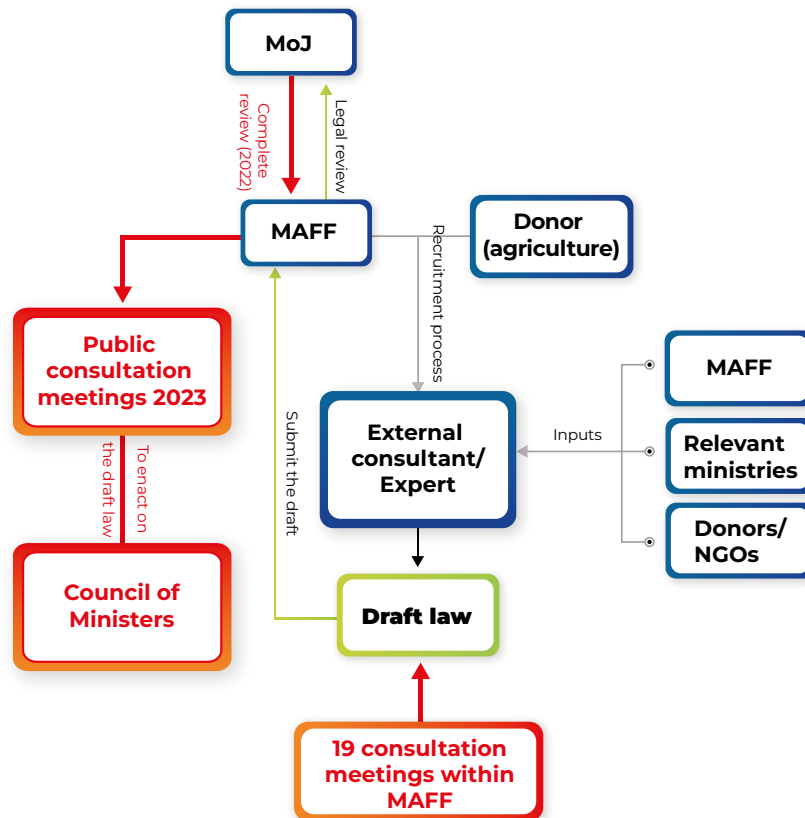 MoJ
Complete
review (2022)
Legal review
MAFF
Donor
(agriculture)
Recruitment process
Public
consultation
meetings 2023
MAFF
External
consultant/
Expert
Inputs
Relevant
ministries
Donors/
NGOs
To enact on
the draft law
Submit the draft
Council of
Ministers
Draft law
19 consultation
meetings within
MAFF